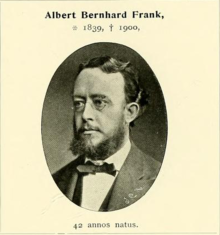 Albert Bernhard Frank,
* 1839, † 1900,
42 annos natus.